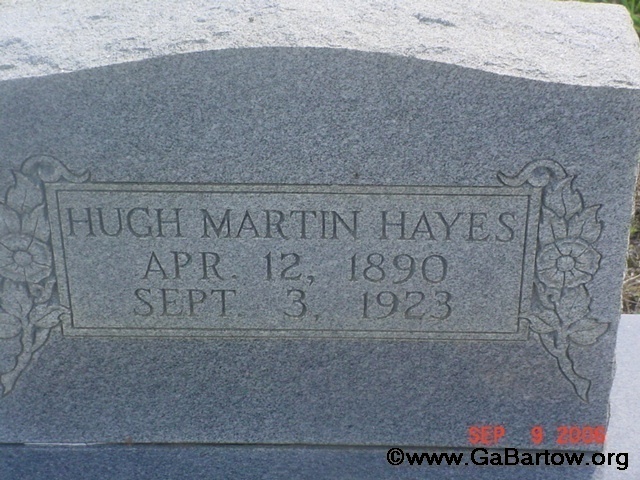 HUGH MARTIN HAYES
APR. 12, 1890
SEPT. 3, 1923
SEP 9 2006
©www.GaBartow.org